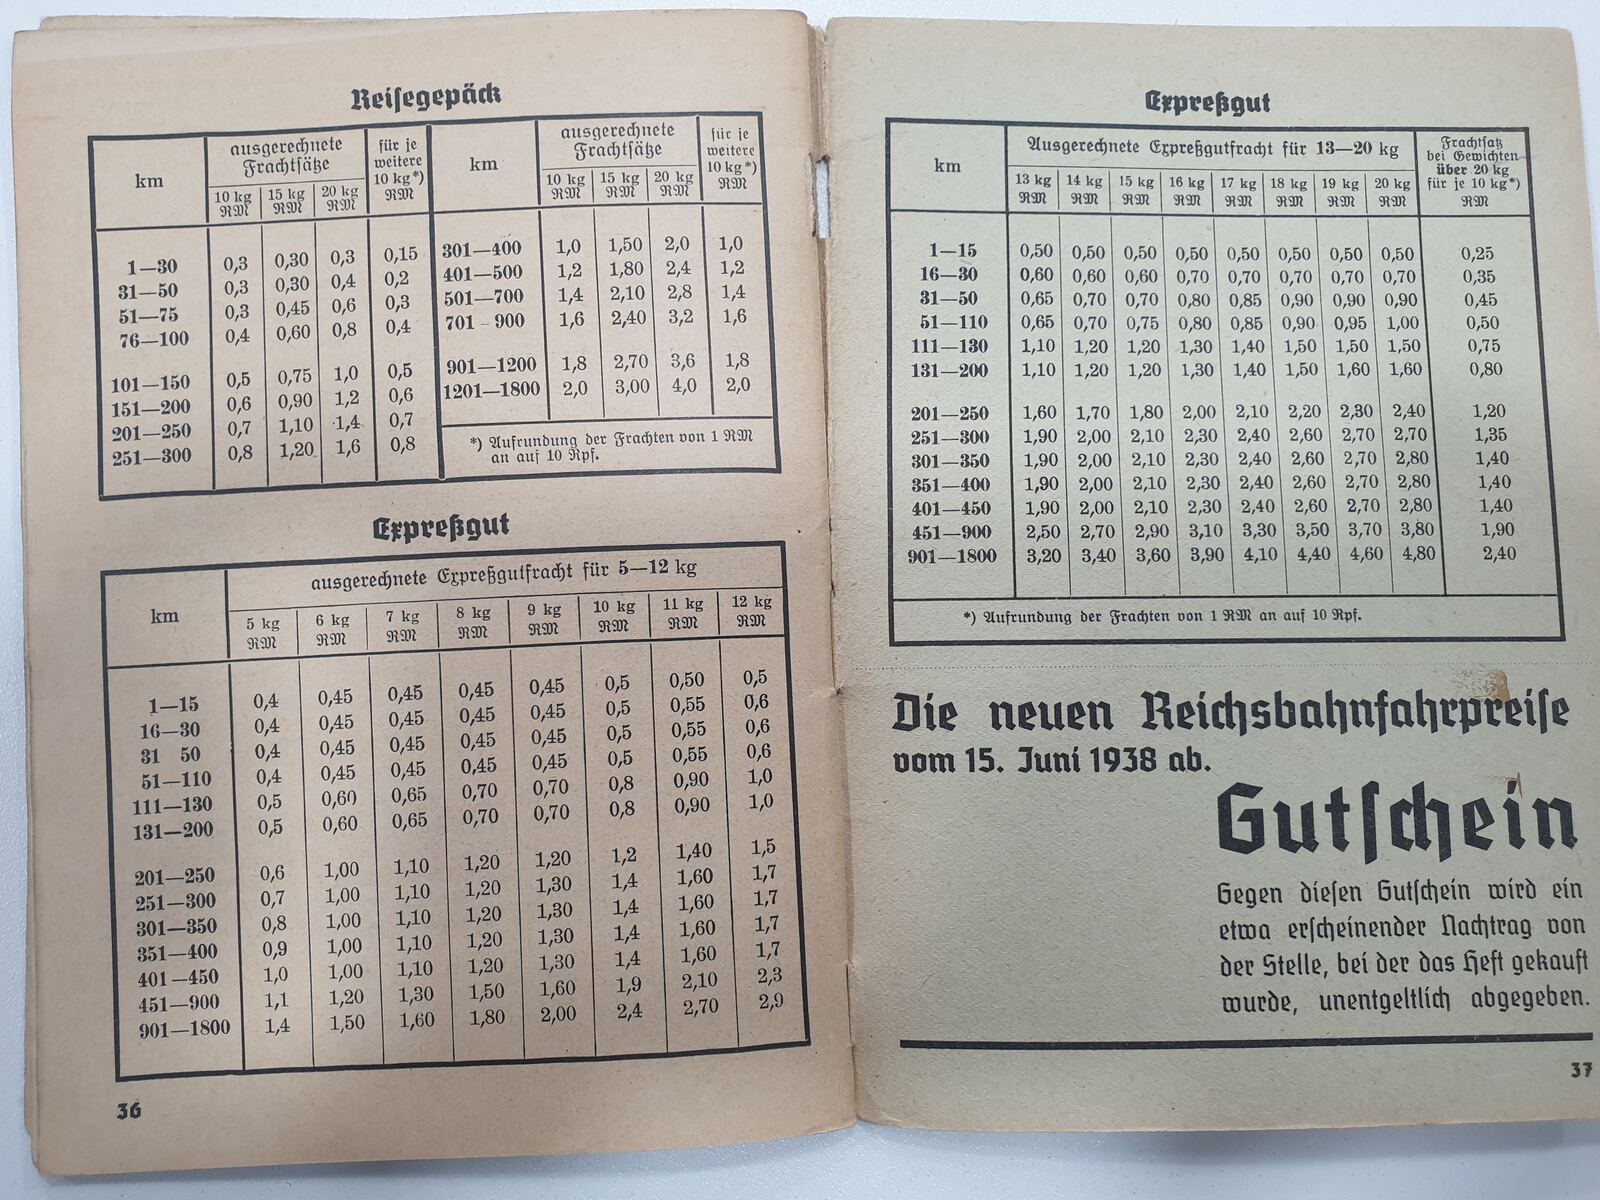 Reisegepäck
km | ausgerechnete Frachtsätze | für je weitere 10 kg*) RM | km | ausgerechnete Frachtsätze | für je weitere 10 kg*) RM
10 kg RM | 15 kg RM | 20 kg RM | 10 kg RM | 15 kg RM | 20 kg RM
1—30 | 0,3 | 0,30 | 0,3 | 0,15 | 301—400 | 1,0 | 1,50 | 2,0 | 1,0
31—50 | 0,3 | 0,30 | 0,4 | 0,2 | 401—500 | 1,2 | 1,80 | 2,4 | 1,2
51—75 | 0,3 | 0,45 | 0,6 | 0,3 | 501—700 | 1,4 | 2,10 | 2,8 | 1,4
76—100 | 0,4 | 0,60 | 0,8 | 0,4 | 701-900 | 1,6 | 2,40 | 3,2 | 1,6
101—150 | 0,5 | 0,75 | 1,0 | 0,5 | 901—1200 | 1,8 | 2,70 | 3,6 | 1,8
151—200 | 0,6 | 0,90 | 1,2 | 0,6 | 1201—1800 | 2,0 | 3,00 | 4,0 | 2,0
201—250 | 0,7 | 1,10 | 1,4 | 0,7
251—300 | 0,8 | 1,20 | 1,6 | 0,8
*) Aufrundung der Frachten von 1 RM
an auf 10 Rpf.
Expreßgut
km | ausgerechnete Expreßgutfracht für 5—12 kg
5 kg RM | 6 kg RM | 7 kg RM | 8 kg RM | 9 kg RM | 10 kg RM | 11 kg RM | 12 kg RM
1—15 | 0,4 | 0,45 | 0,45 | 0,45 | 0,45 | 0,5 | 0,50 | 0,5
16—30 | 0,4 | 0,45 | 0,45 | 0,45 | 0,45 | 0,5 | 0,55 | 0,6
31 50 | 0,4 | 0,45 | 0,45 | 0,45 | 0,45 | 0,5 | 0,55 | 0,6
51—110 | 0,4 | 0,45 | 0,45 | 0,45 | 0,45 | 0,5 | 0,55 | 0,6
111—130 | 0,5 | 0,60 | 0,65 | 0,70 | 0,70 | 0,8 | 0,90 | 1,0
131—200 | 0,5 | 0,60 | 0,65 | 0,70 | 0,70 | 0,8 | 0,90 | 1,0
201—250 | 0,6 | 1,00 | 1,10 | 1,20 | 1,20 | 1,2 | 1,40 | 1,5
251—300 | 0,7 | 1,00 | 1,10 | 1,20 | 1,30 | 1,4 | 1,60 | 1,7
301—350 | 0,8 | 1,00 | 1,10 | 1,20 | 1,30 | 1,4 | 1,60 | 1,7
351—400 | 0,9 | 1,00 | 1,10 | 1,20 | 1,30 | 1,4 | 1,60 | 1,7
401—450 | 1,0 | 1,00 | 1,10 | 1,20 | 1,30 | 1,4 | 1,60 | 1,7
451—900 | 1,1 | 1,20 | 1,30 | 1,50 | 1,60 | 1,9 | 2,10 | 2,3
901—1800 | 1,4 | 1,50 | 1,60 | 1,80 | 2,00 | 2,4 | 2,70 | 2,9
36
Expreßgut
km | Ausgerechnete Expreßgutfracht für 13—20 kg | Frachtsatz bei Gewichten über 20 kg für je 10 kg*) RM
13 kg RM | 14 kg RM | 15 kg RM | 16 kg RM | 17 kg RM | 18 kg RM | 19 kg RM | 20 kg RM
1—15 | 0,50 | 0,50 | 0,50 | 0,50 | 0,50 | 0,50 | 0,50 | 0,50 | 0,25
16—30 | 0,60 | 0,60 | 0,60 | 0,70 | 0,70 | 0,70 | 0,70 | 0,70 | 0,35
31—50 | 0,65 | 0,70 | 0,70 | 0,80 | 0,85 | 0,90 | 0,90 | 0,90 | 0,45
51—110 | 0,65 | 0,70 | 0,75 | 0,80 | 0,85 | 0,90 | 0,95 | 1,00 | 0,50
111—130 | 1,10 | 1,20 | 1,20 | 1,30 | 1,40 | 1,50 | 1,50 | 1,50 | 0,75
131—200 | 1,10 | 1,20 | 1,20 | 1,30 | 1,40 | 1,50 | 1,60 | 1,60 | 0,80
201—250 | 1,60 | 1,70 | 1,80 | 2,00 | 2,10 | 2,20 | 2,30 | 2,40 | 1,20
251—300 | 1,90 | 2,00 | 2,10 | 2,30 | 2,40 | 2,60 | 2,70 | 2,70 | 1,35
301—350 | 1,90 | 2,00 | 2,10 | 2,30 | 2,40 | 2,60 | 2,70 | 2,80 | 1,40
351—400 | 1,90 | 2,00 | 2,10 | 2,30 | 2,40 | 2,60 | 2,70 | 2,80 | 1,40
401—450 | 1,90 | 2,00 | 2,10 | 2,30 | 2,40 | 2,60 | 2,70 | 2,80 | 1,40
451—900 | 2,50 | 2,70 | 2,90 | 3,10 | 3,30 | 3,50 | 3,70 | 3,80 | 1,90
901—1800 | 3,20 | 3,40 | 3,60 | 3,90 | 4,10 | 4,40 | 4,60 | 4,80 | 2,40
*) Aufrundung der Frachten von 1 RM an auf 10 Rpf.
Die neuen Reichsbahnfahrpreise
vom 15. Juni 1938 ab.
Gutschein
Gegen diesen Gutschein wird ein
etwa erscheinender Nachtrag von
der Stelle, bei der das Heft gekauft
wurde, unentgeltlich abgegeben.
37